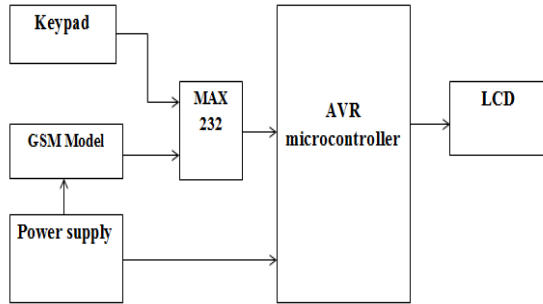 Keypad
MAX
232
AVR
microcontroller
LCD
GSM Model
Power supply